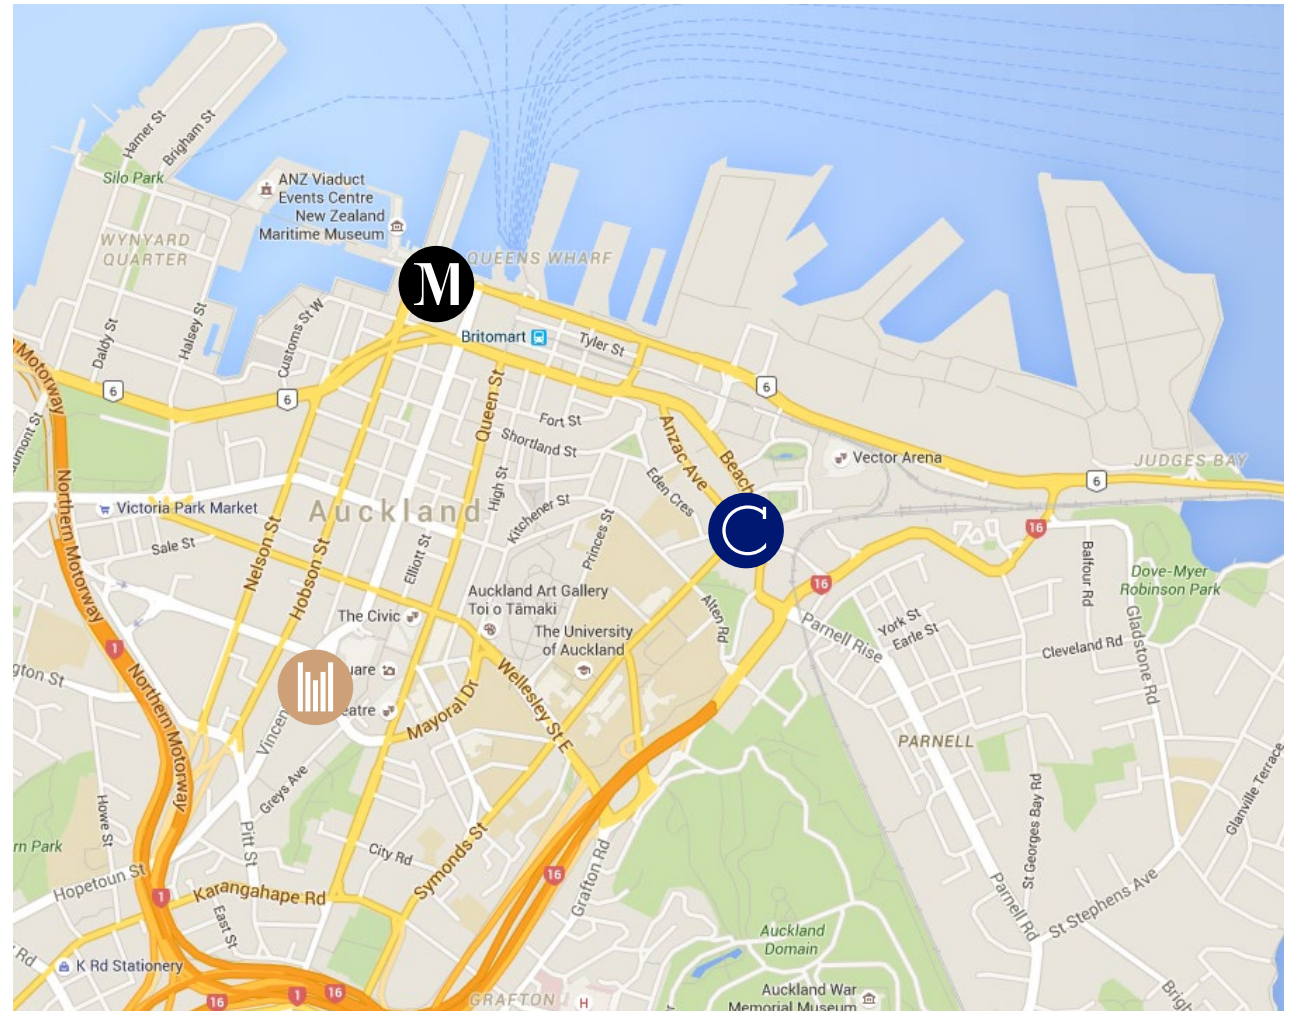 Hamer St
Brigham St
Silo Park
ANZ Viaduct
Events Centre
New Zealand
Maritime Museum
WYNYARD
QUARTER
QUEENS WHARF
M
Britomart
Tyler St
Customs St W
Halsey St
Daldy St
Motorway
6
6
6
6
Queen St
Fort St
Shortland St
Anzac Ave
Beach
Vector Arena
JUDGES BAY
Eden Cres
High St
Kitchener St
Princes St
Auckland
Victoria Park Market
Northern Motorway
Sale St
Nelson St
Hobson St
Elliott St
C
16
16
Balfour Rd
Dove-Myer
Robinson Park
Gladstone Rd
Auckland Art Gallery
Toi o Tāmaki
The Civic
The University
of Auckland
Alten Rd
Parnell Rise
York St
Earle St
Cleveland Rd
1
Northern Motorway
Mayoral Dr
Wellesley St E
PARNELL
Greys Ave
Howe St
Pitt St
City Rd
Symonds St
St Georges Bay Rd
Glanville Terrace
Hopetoun St
1
Karangahape Rd
East St
16
Grafton Rd
Parnell Rd
St Stephens Ave
Auckland
Domain
K Rd Stationery
Rd
16
1
16
GRAFTON
H
Auckland War
Memorial Museum